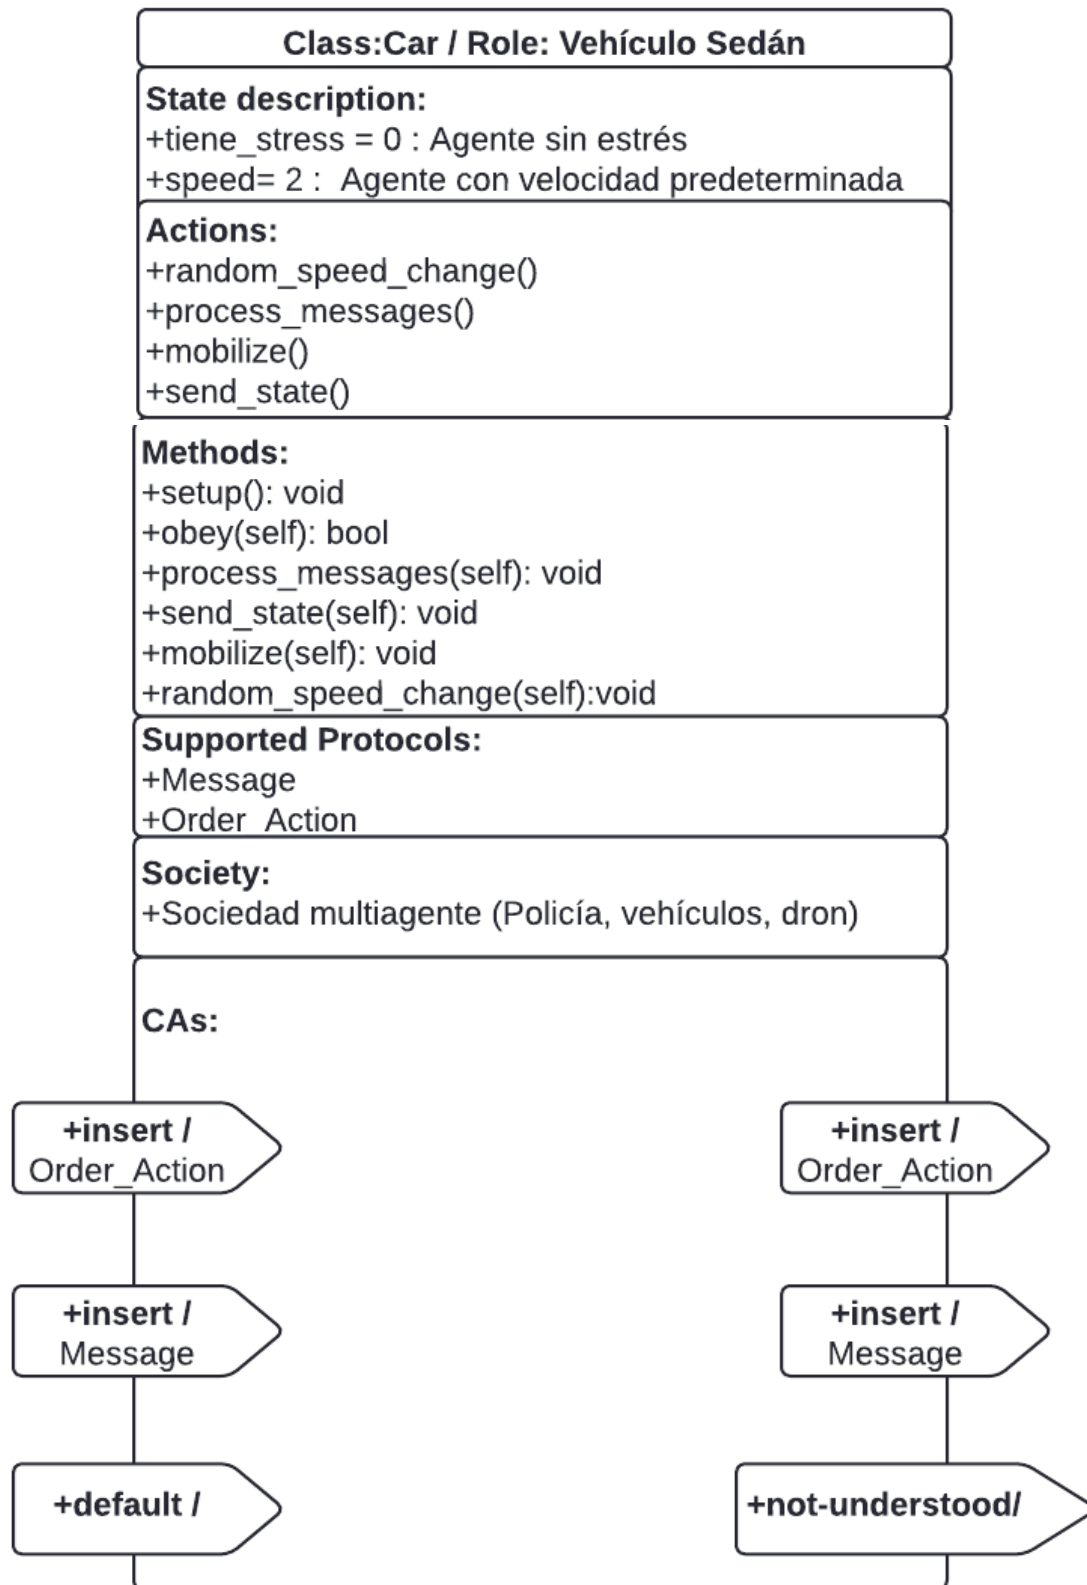 Class:Car / Role: Vehículo Sedán
State description:
+tiene_stress = 0 : Agente sin estrés
+speed= 2 :  Agente con velocidad predeterminada
Actions:
+random_speed_change()
+process_messages()
+mobilize()
+send_state()
Methods:
+setup(): void
+obey(self): bool
+process_messages(self): void
+send_state(self): void
+mobilize(self): void
+random_speed_change(self):void
Supported Protocols:
+Message
+Order_Action
Society:
+Sociedad multiagente (Policía, vehículos, dron)
CAs:
+insert /
Order_Action
+insert /
Order_Action
+insert /
Message
+insert /
Message
+default /
+not-understood/